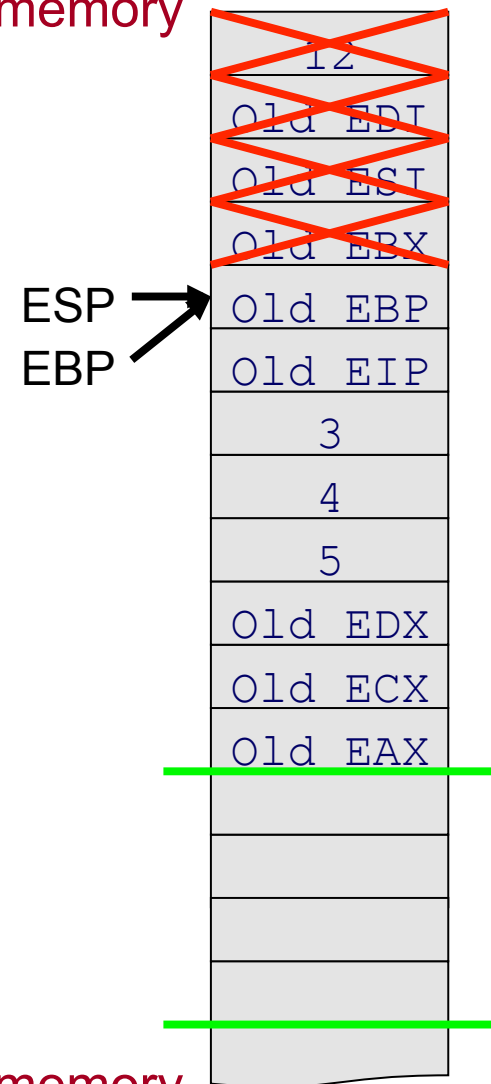 memory
12
Old EDI
Old ESI
Old EBX
ESP
Old EBP
EBP
Old EIP
3
4
5
Old EDX
Old ECX
Old EAX
memory